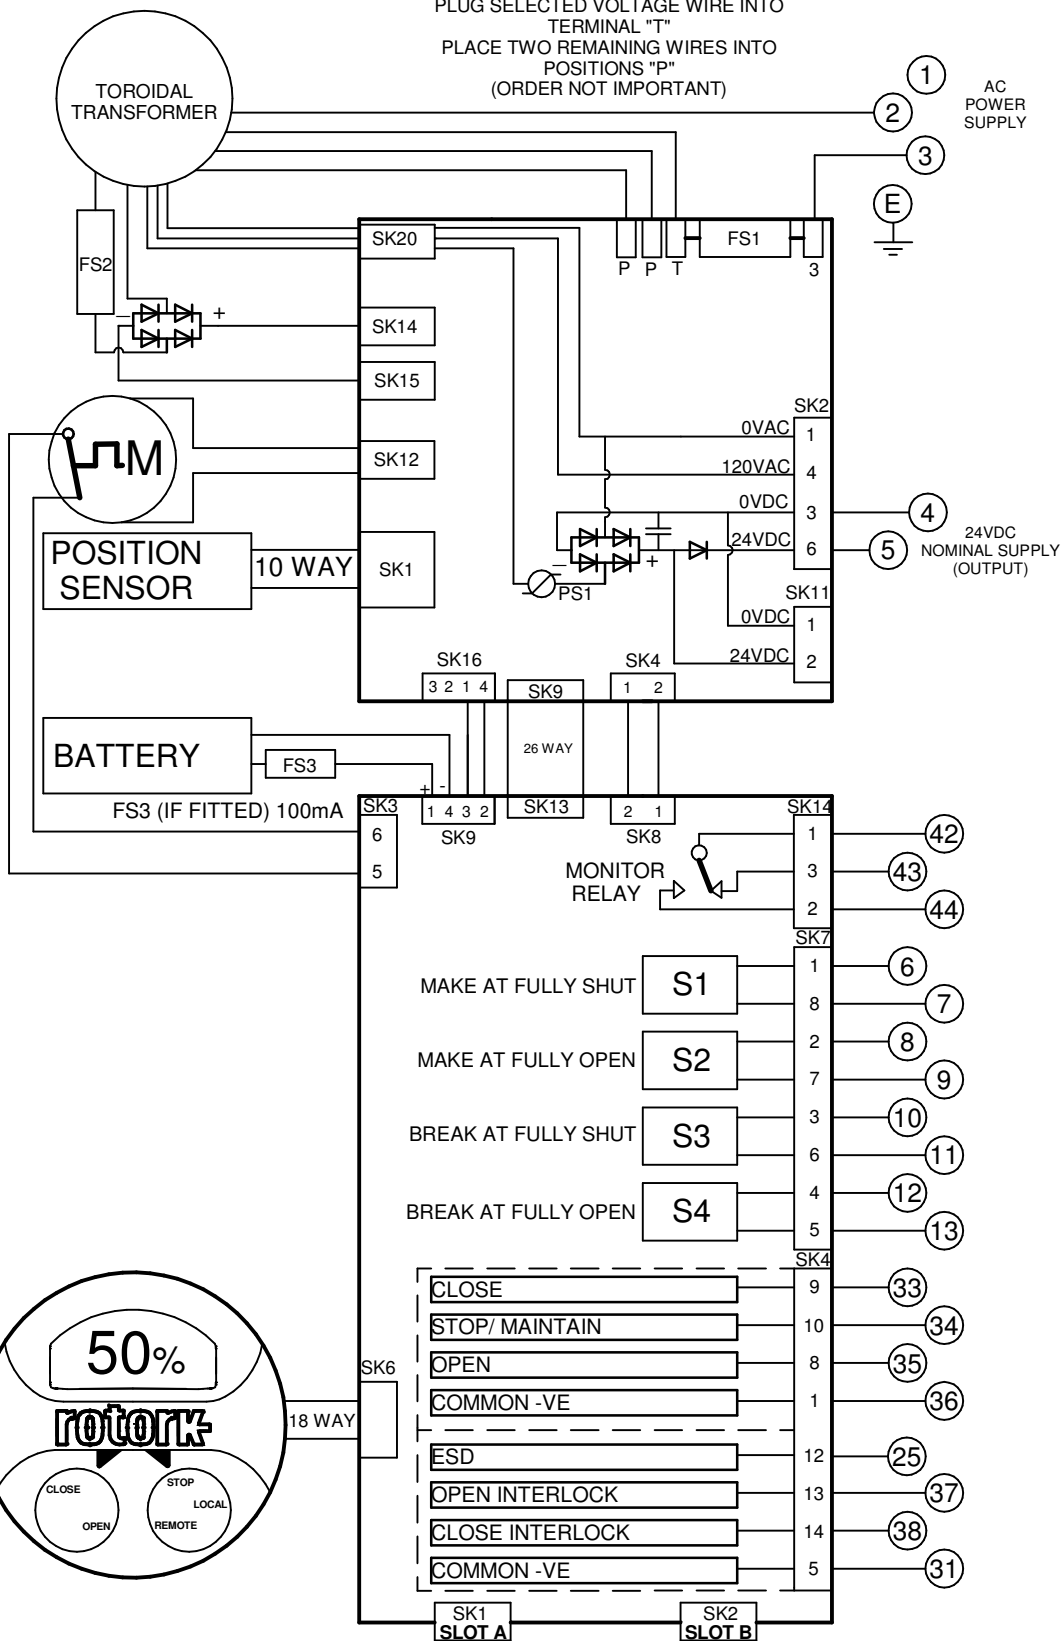 PLUG SELECTED VOLTAGE WIRE INTO
TERMINAL "T"
PLACE TWO REMAINING WIRES INTO
POSITIONS "P"
(ORDER NOT IMPORTANT)
TOROIDAL
TRANSFORMER
1
2
3
E
AC
POWER
SUPPLY
FS2
SK20
P P T
FS1
3
– +
SK14
SK15
SK12
M
POSITION
SENSOR
10 WAY
SK1
SK2
0VAC 1
120VAC 4
0VDC 3
24VDC 6
4
5
24VDC
NOMINAL SUPPLY
(OUTPUT)
– +
PS1
SK11
0VDC 1
24VDC 2
SK16
3 2 1 4
SK9
SK4
1 2
26 WAY
BATTERY
FS3
+ -
FS3 (IF FITTED) 100mA
SK3
6
5
1 4 3 2
SK9
SK13
2 1
SK8
MONITOR
RELAY
SK14
1 42
3 43
2 44
SK7
MAKE AT FULLY SHUT S1
1 6
8 7
MAKE AT FULLY OPEN S2
2 8
7 9
BREAK AT FULLY SHUT S3
3 10
6 11
BREAK AT FULLY OPEN S4
4 12
5 13
SK4
CLOSE 9 33
STOP/ MAINTAIN 10 34
OPEN 8 35
COMMON -VE 1 36
ESD 12 25
OPEN INTERLOCK 13 37
CLOSE INTERLOCK 14 38
COMMON -VE 5 31
50%
rotork
CLOSE
OPEN
STOP
LOCAL
REMOTE
18 WAY
SK6
SK1
SLOT A
SK2
SLOT B